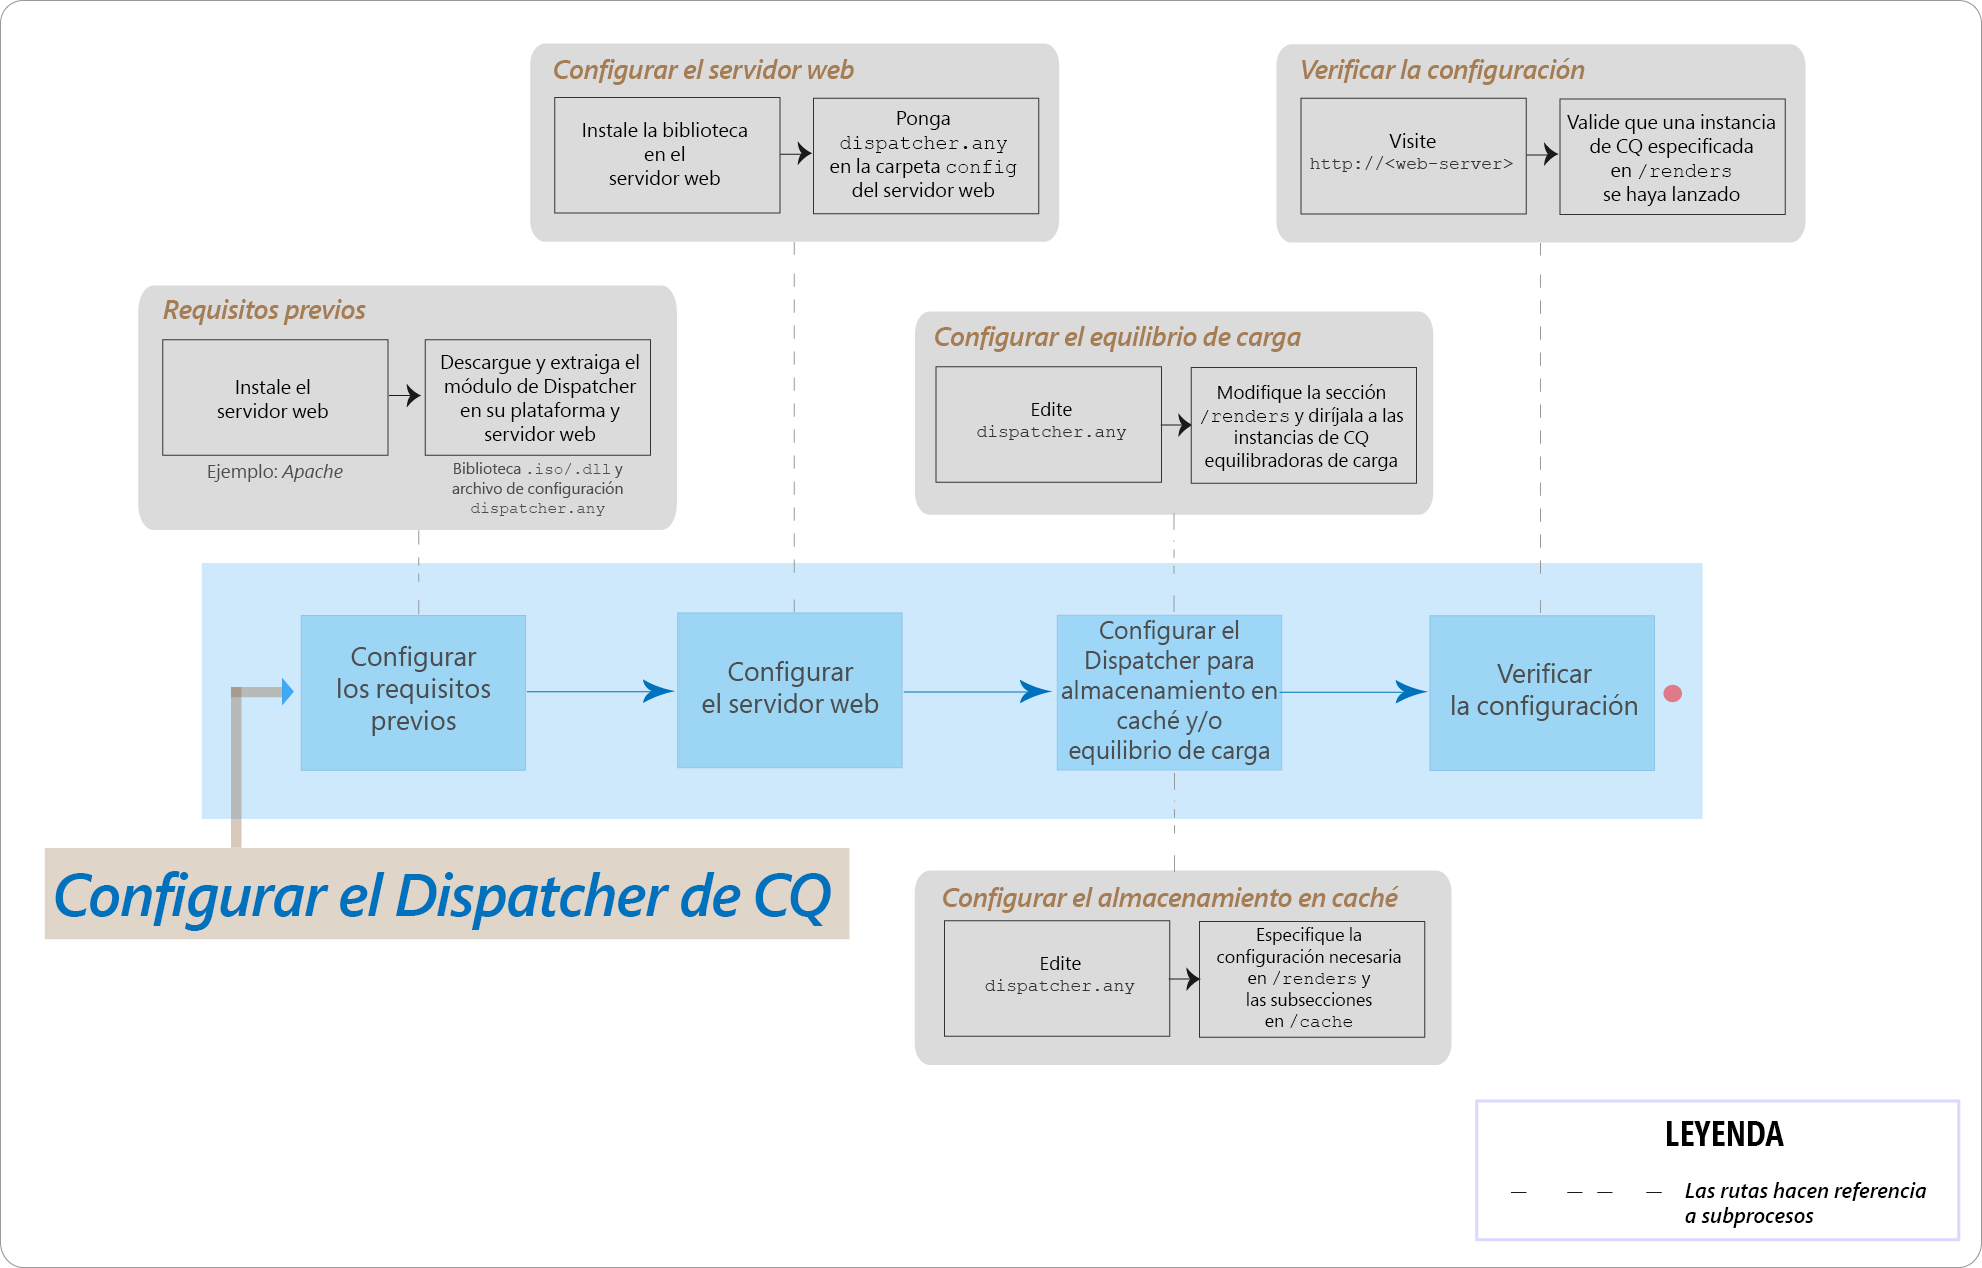 Configurar el servidor web
Instale la biblioteca
en el
servidor web
Ponga
dispatcher.any
en la carpeta config
del servidor web
Verificar la configuración
Visite
http://<web-server>
Valide que una instancia
de CQ especificada
en /renders
se haya lanzado
Requisitos previos
Instale el
servidor web
Ejemplo: Apache
Descargue y extraiga el
módulo de Dispatcher
en su plataforma y
servidor web
Biblioteca .iso/.dll y
archivo de configuración
dispatcher.any
Configurar el equilibrio de carga
Edite
dispatcher.any
Modifique la sección
/renders y diríjala a las
instancias de CQ
equilibradoras de carga
Configurar
los requisitos
previos
Configurar
el servidor web
Configurar el
Dispatcher para
almacenamiento en
caché y/o
equilibrio de carga
Verificar
la configuración
Configurar el Dispatcher de CQ
Configurar el almacenamiento en caché
Edite
dispatcher.any
Especifique la
configuración necesaria
en /renders y
las subsecciones
en /cache
LEYENDA
Las rutas hacen referencia
a subprocesos